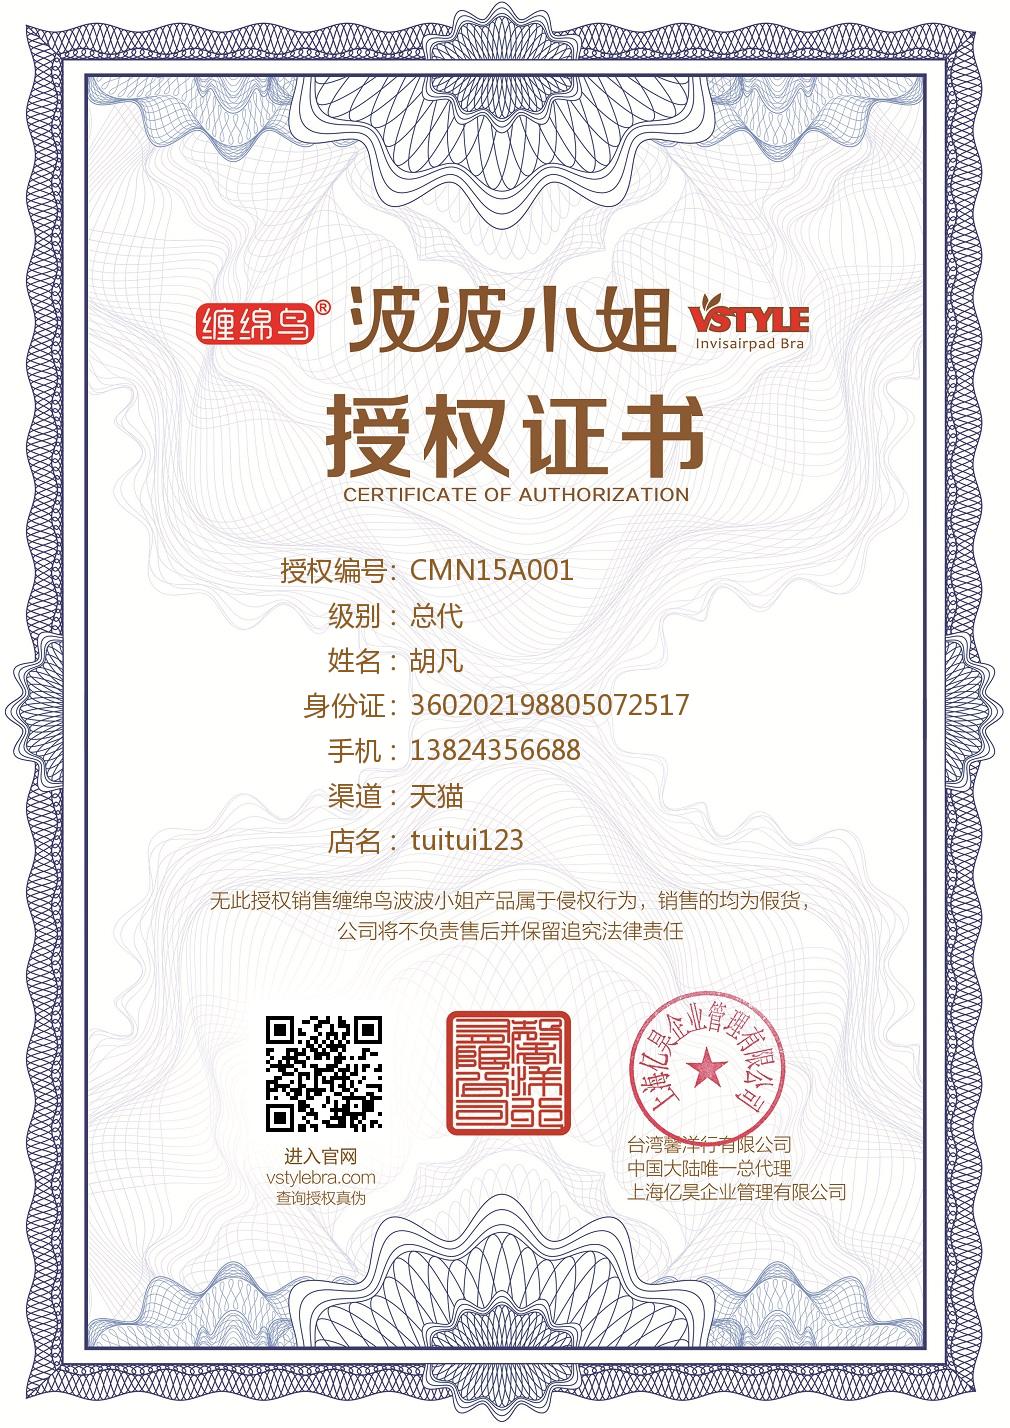 缠绵鸟® 波波小姐 VSTYLE
Invisairpad Bra
授权证书
CERTIFICATE OF AUTHORIZATION
授权编号：CMN15A001
级别：总代
姓名：胡凡
身份证：360202198805072517
手机：13824356688
渠道：天猫
店名：tuitui123
无此授权销售缠绵鸟波波小姐产品属于侵权行为，销售的均为假货，
公司将不负责售后并保留追究法律责任
馨洋行有限公司
上海亿昊企业管理有限公司
进入官网
vstylebra.com
查询授权真伪
台湾馨洋行有限公司
中国大陆唯一总代理
上海亿昊企业管理有限公司